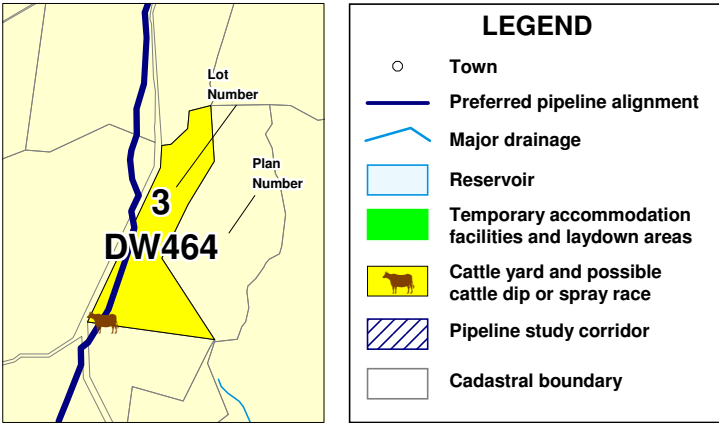 Lot
Number
Plan
Number
3
DW464
LEGEND
Town
Preferred pipeline alignment
Major drainage
Reservoir
Temporary accommodation
facilities and laydown areas
Cattle yard and possible
cattle dip or spray race
Pipeline study corridor
Cadastral boundary